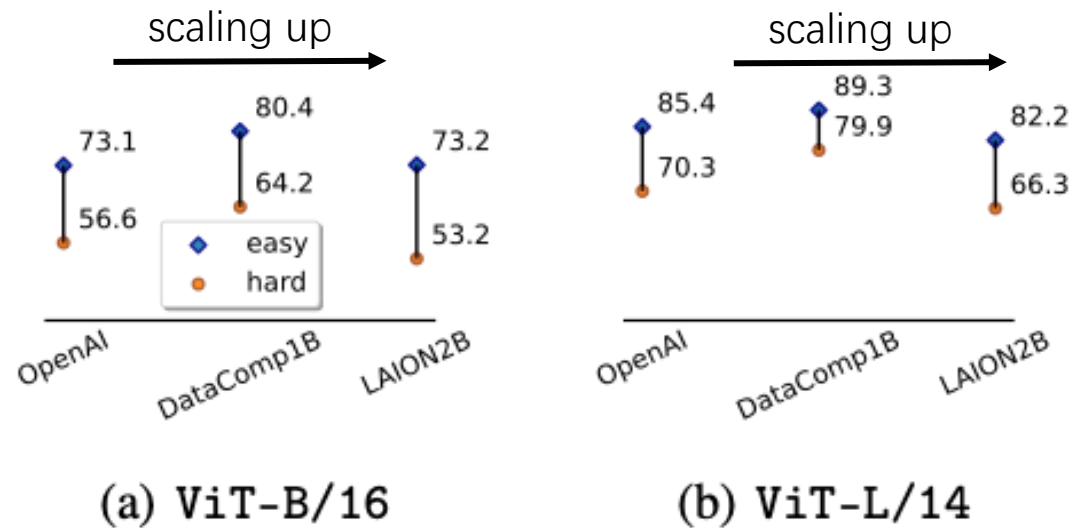 scaling up
73.1
56.6
80.4
64.2
73.2
53.2
easy
hard
OpenAI
DataComp1B
LAION2B
(a) ViT-B/16
scaling up
85.4
70.3
89.3
79.9
82.2
66.3
OpenAI
DataComp1B
LAION2B
(b) ViT-L/14